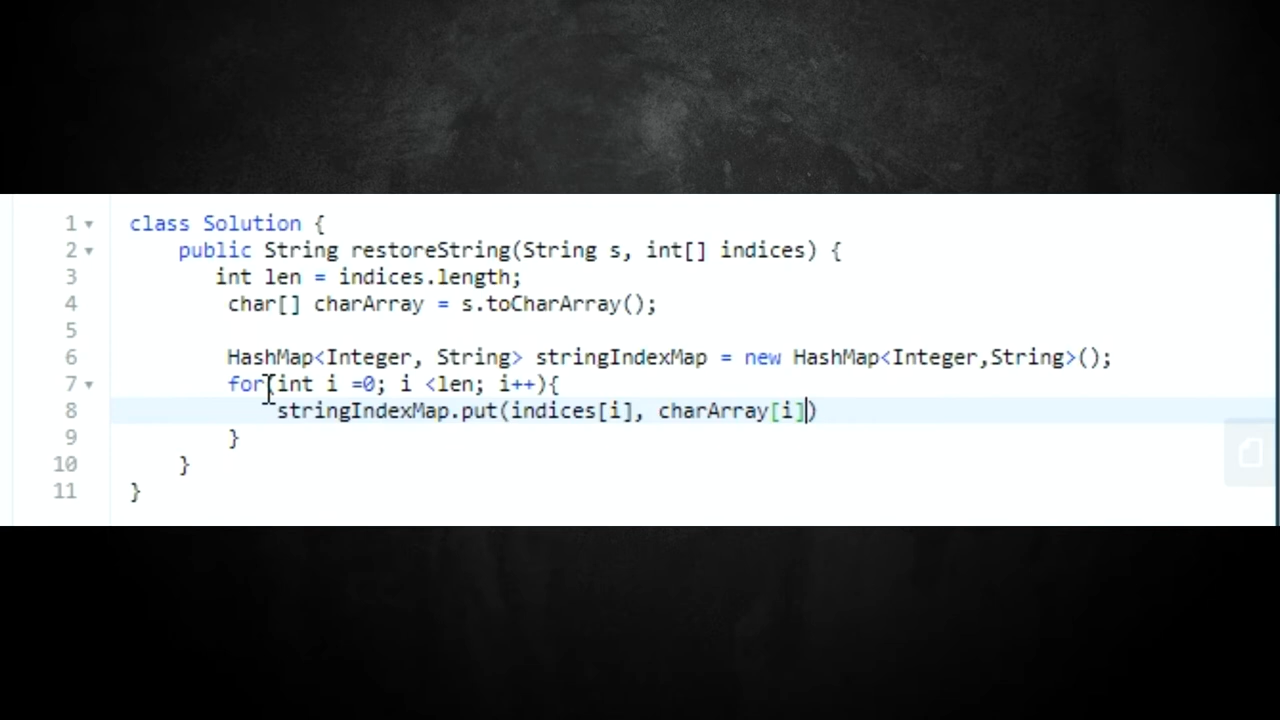 1 class Solution {
2 public String restoreString(String s, int[] indices) {
3 int len = indices.length;
4 char[] charArray = s.toCharArray();
5
6 HashMap<Integer, String> stringIndexMap = new HashMap<Integer,String>();
7 for(int i =0; i <len; i++){
8 stringIndexMap.put(indices[i], charArray[i])
9 }
10 }
11 }